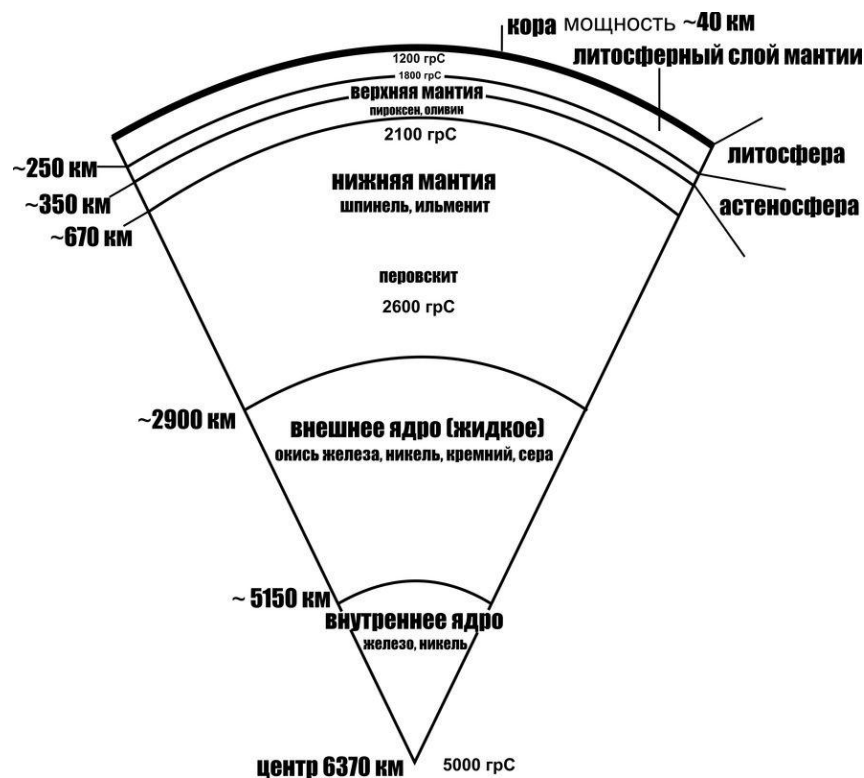 кора мощность ~40 км
литосферный слой мантии
1200 грС
1800 грС
верхняя мантия
пироксен, оливин
2100 грС
~250 км
~350 км
~670 км
литосфера
астеносфера
нижняя мантия
шпинель, ильменит
перовскит
2600 грС
~2900 км
внешнее ядро (жидкое)
окись железа, никель, кремний, сера
~ 5150 км
внутреннее ядро
железо, никель
центр 6370 км
5000 грС